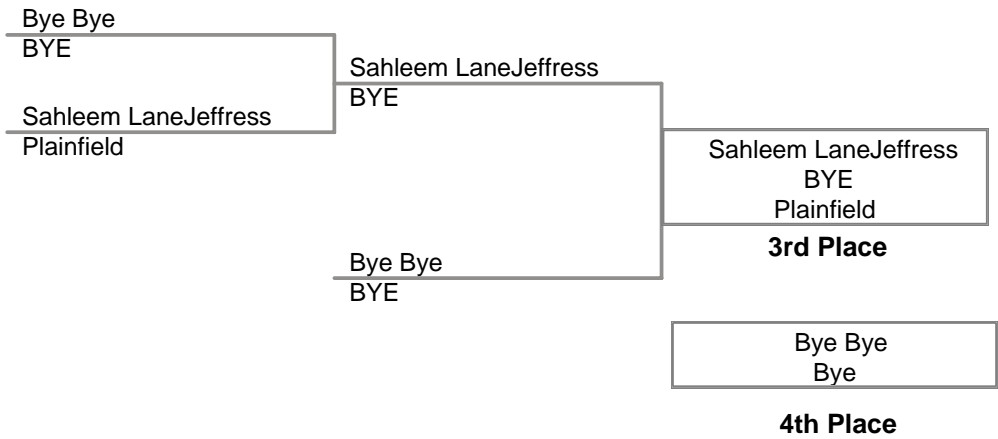 Bye Bye
BYE
Sahleem LaneJeffress
Plainfield
Sahleem LaneJeffress
BYE
Bye Bye
BYE
Sahleem LaneJeffress
BYE
Plainfield
3rd Place
Bye Bye
Bye
4th Place